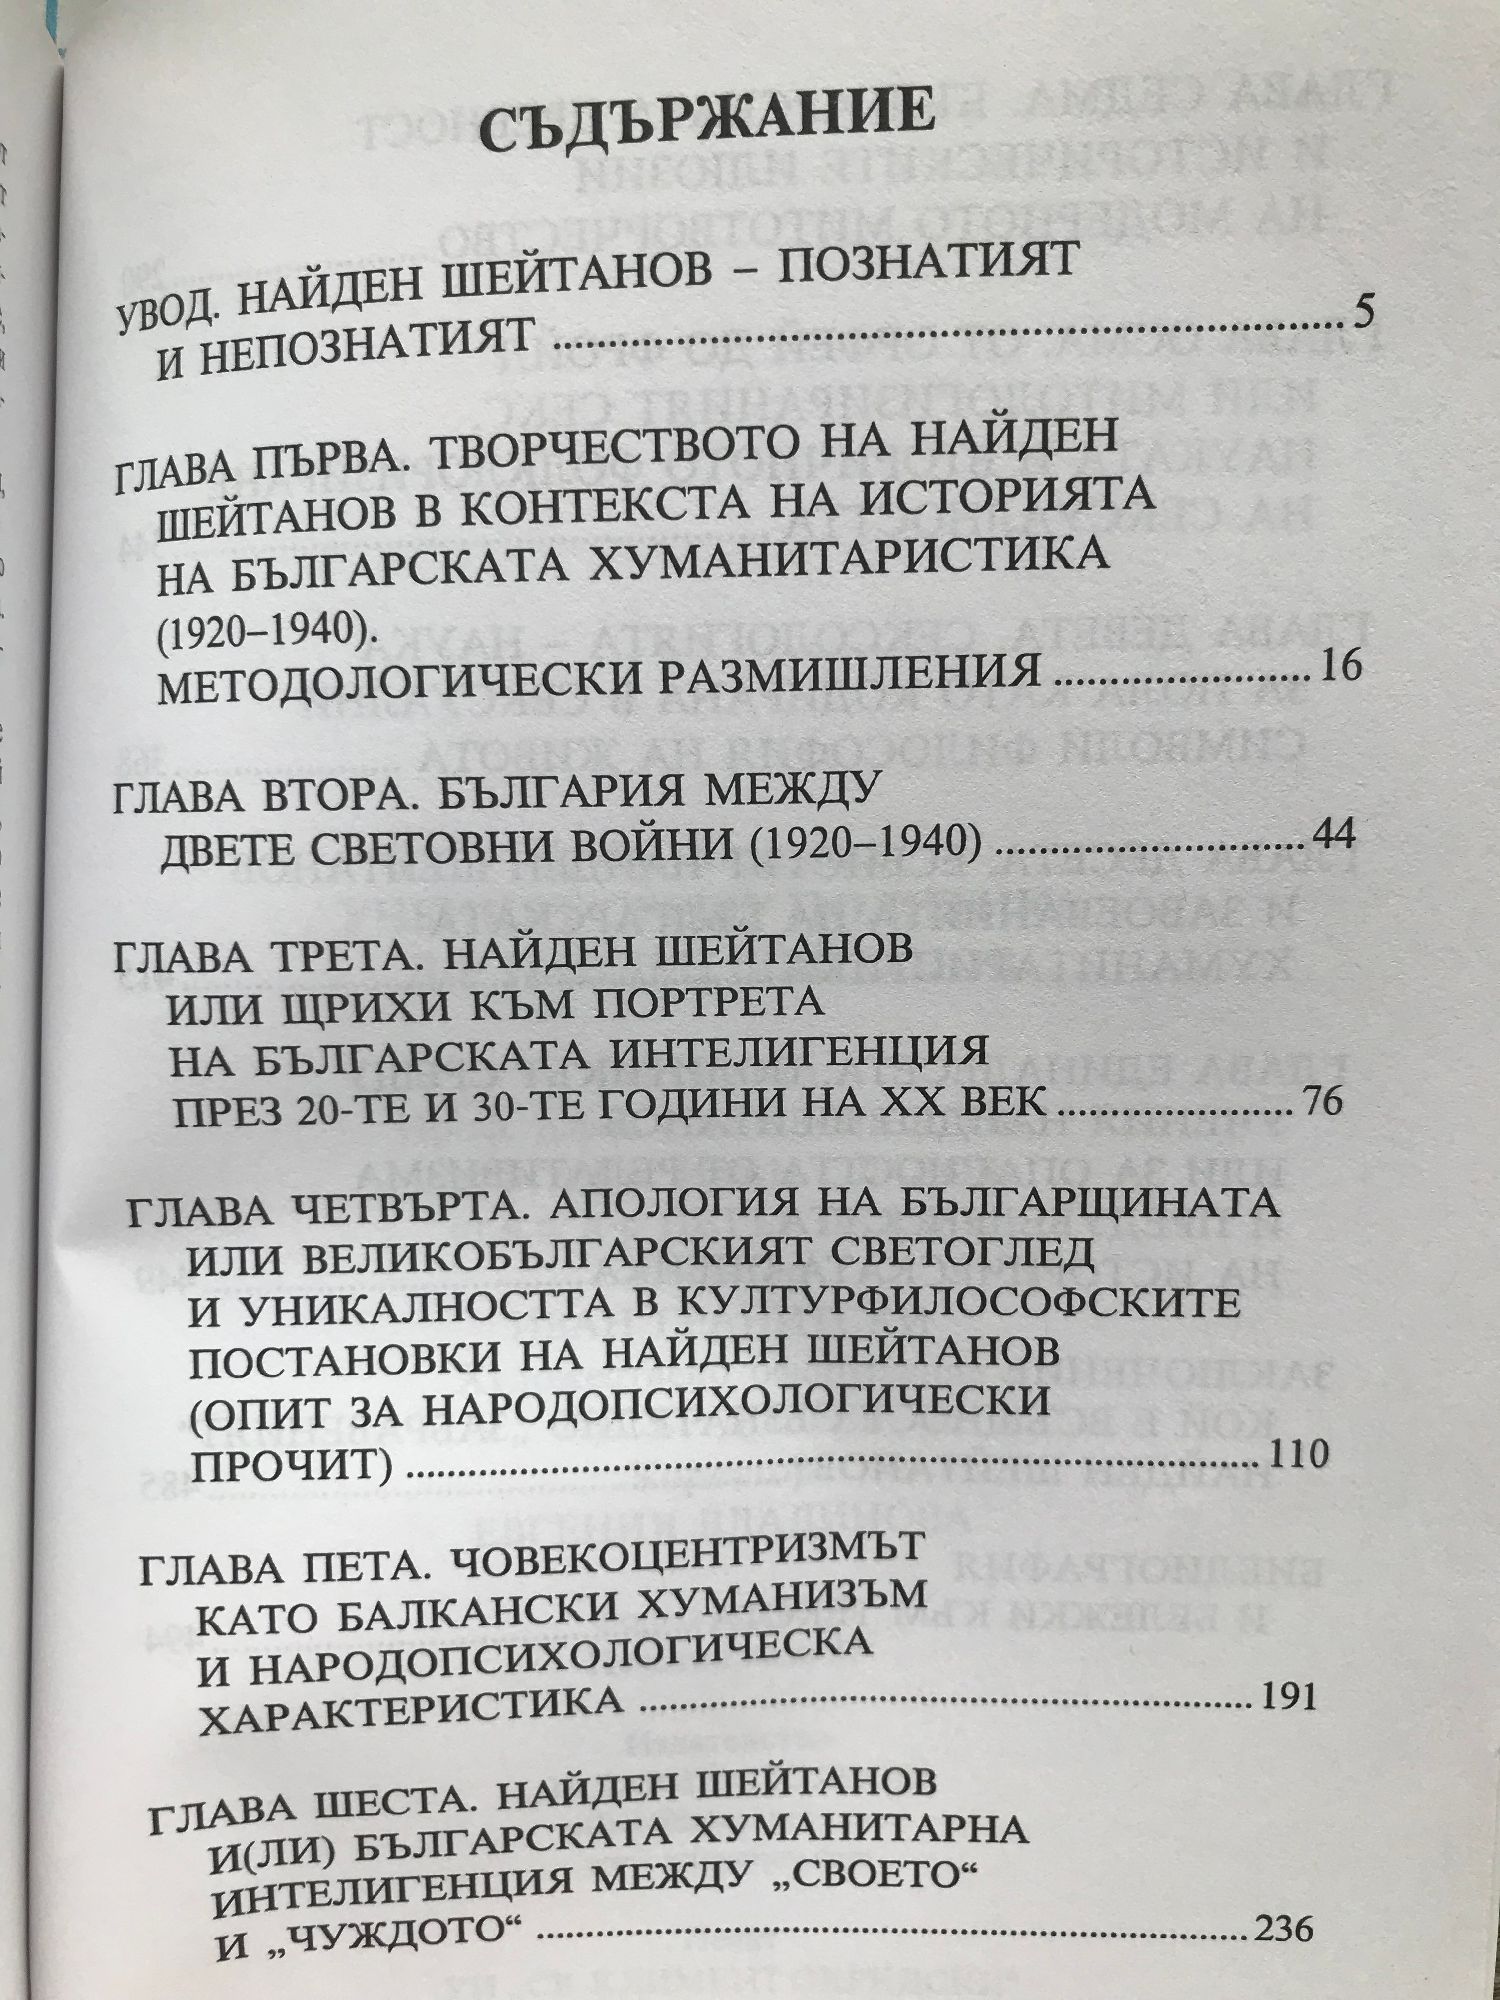 СЪДЪРЖАНИЕ
УВОД. НАЙДЕН ШЕЙТАНОВ – ПОЗНАТИЯТ
И НЕПОЗНАТИЯТ ........ 5
ГЛАВА ПЪРВА. ТВОРЧЕСТВОТО НА НАЙДЕН
ШЕЙТАНОВ В КОНТЕКСТА НА ИСТОРИЯТА
НА БЪЛГАРСКАТА ХУМАНИТАРИСТИКА
(1920–1940).
МЕТОДОЛОГИЧЕСКИ РАЗМИШЛЕНИЯ ........ 16
ГЛАВА ВТОРА. БЪЛГАРИЯ МЕЖДУ
ДВЕТЕ СВЕТОВНИ ВОЙНИ (1920–1940) ........ 44
ГЛАВА ТРЕТА. НАЙДЕН ШЕЙТАНОВ
ИЛИ ЩРИХИ КЪМ ПОРТРЕТА
НА БЪЛГАРСКАТА ИНТЕЛИГЕНЦИЯ
ПРЕЗ 20-ТЕ И 30-ТЕ ГОДИНИ НА ХХ ВЕК ........ 76
ГЛАВА ЧЕТВЪРТА. АПОЛОГИЯ НА БЪЛГАРЩИНАТА
ИЛИ ВЕЛИКОБЪЛГАРСКИЯТ СВЕТОГЛЕД
И УНИКАЛНОСТТА В КУЛТУРФИЛОСОФСКИТЕ
ПОСТАНОВКИ НА НАЙДЕН ШЕЙТАНОВ
(ОПИТ ЗА НАРОДОПСИХОЛОГИЧЕСКИ
ПРОЧИТ) ........ 110
ГЛАВА ПЕТА. ЧОВЕКОЦЕНТРИЗМЪТ
КАТО БАЛКАНСКИ ХУМАНИЗЪМ
И НАРОДОПСИХОЛОГИЧЕСКА
ХАРАКТЕРИСТИКА ........ 191
ГЛАВА ШЕСТА. НАЙДЕН ШЕЙТАНОВ
И(ЛИ) БЪЛГАРСКАТА ХУМАНИТАРНА
ИНТЕЛИГЕНЦИЯ МЕЖДУ „СВОЕТО“
И „ЧУЖДОТО“ ........ 236